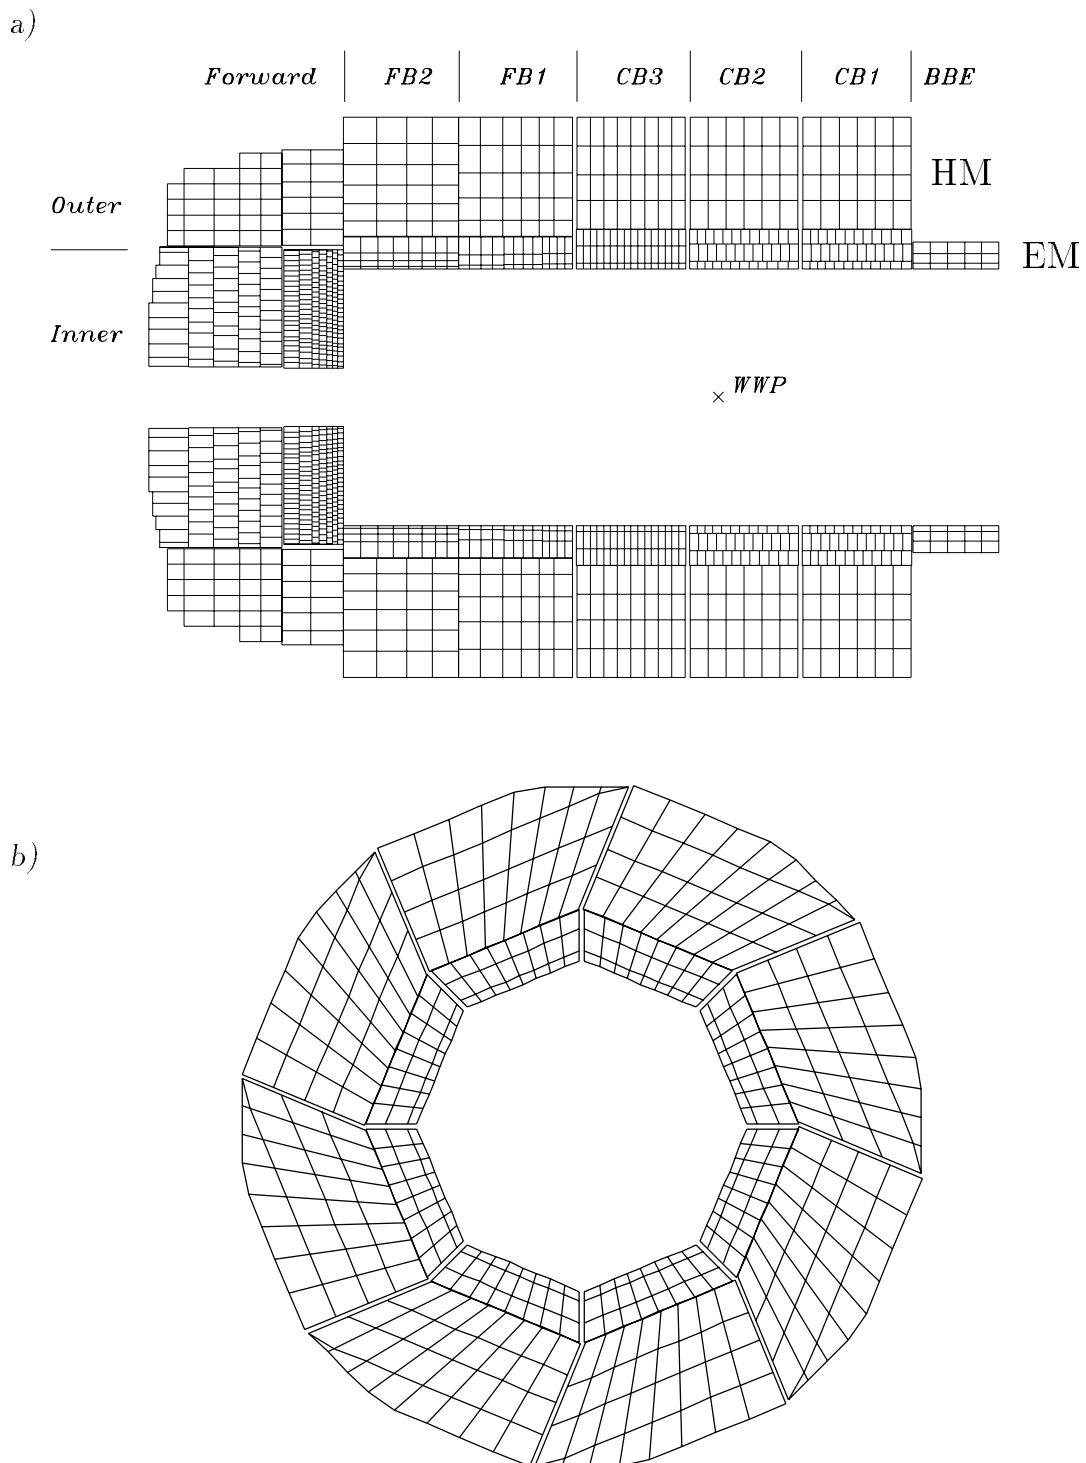 a)
Forward FB2 FB1 CB3 CB2 CB1 BBE
HM
Outer
EM
Inner
× WWP
b)